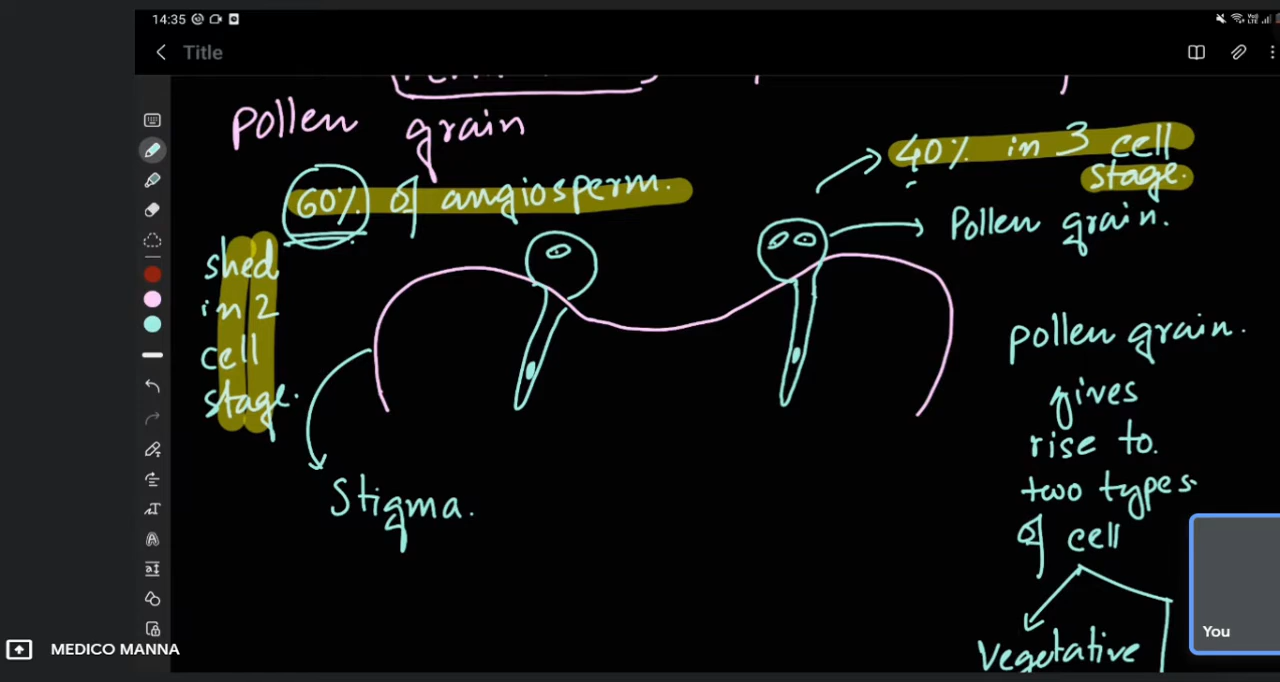 14:35
Title
pollen grain
60% of angiosperm.
shed
in 2
cell
stage.
40% in 3 cell
stage.
Pollen grain.
Stigma.
pollen grain.
gives
rise to.
two types
of cell
Vegetative
You
MEDICO MANNA